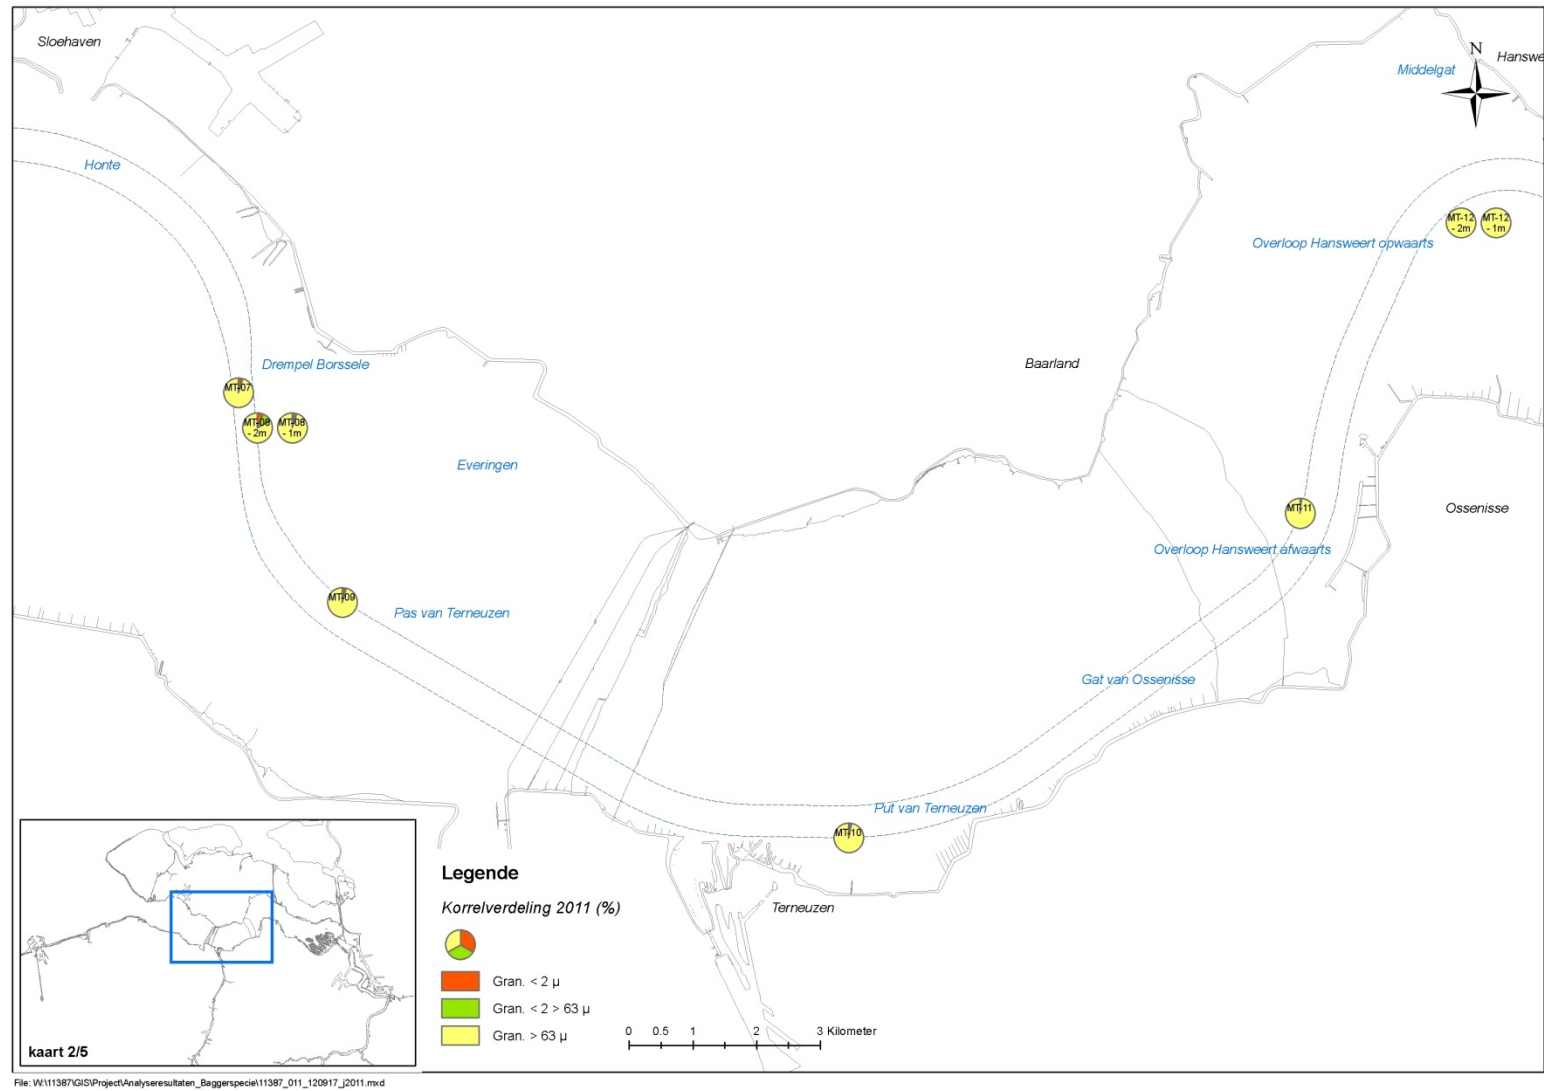 Sloehaven
Middelgat
N
Hanswe
Honte
MT-12
- 2m
MT-12
- 1m
Overloop Hansweert opwaarts
Drempel Borssele
Baarland
MT-07
MT-08
- 2m
MT-08
- 1m
Everingen
MT-11
Ossenisse
Overloop Hansweert afwaarts
MT-09
Pas van Terneuzen
Gat van Ossenisse
Put van Terneuzen
MT-10
Terneuzen
Legende
Korrelverdeling 2011 (%)
Gran. < 2 µ
Gran. < 2 > 63 µ
Gran. > 63 µ
0 0.5 1 2 3 Kilometer
kaart 2/5
File: W:\11387\GIS\Project\Analyseresultaten_Baggerspecie\11387_011_120917_j2011.mxd